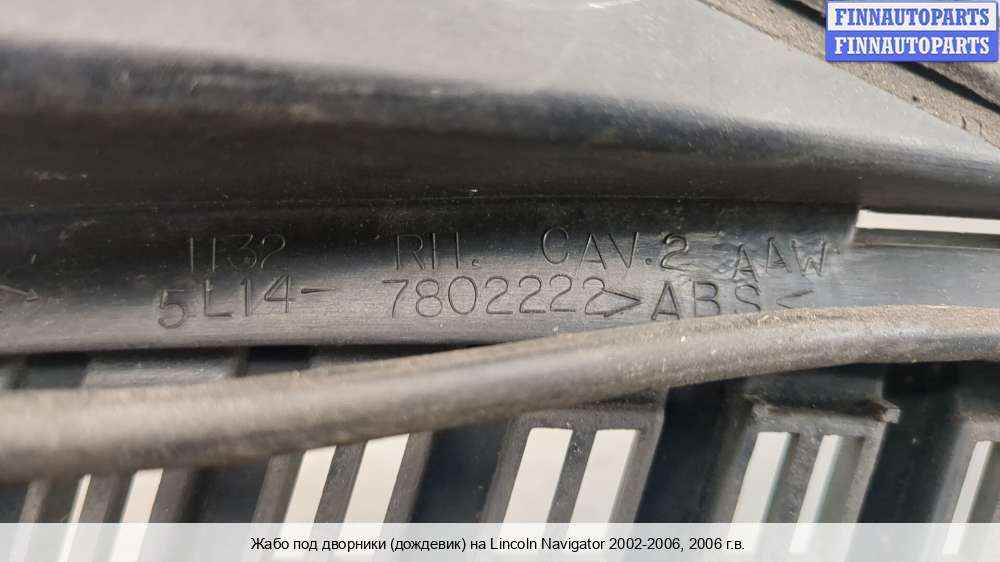 FINNAUTOPARTS
FINNAUTOPARTS
1132 RH. CAV.2 AAW
5L14- 7802222 >ABS<
Жабо под дворники (дождевик) на Lincoln Navigator 2002-2006, 2006 г.в.